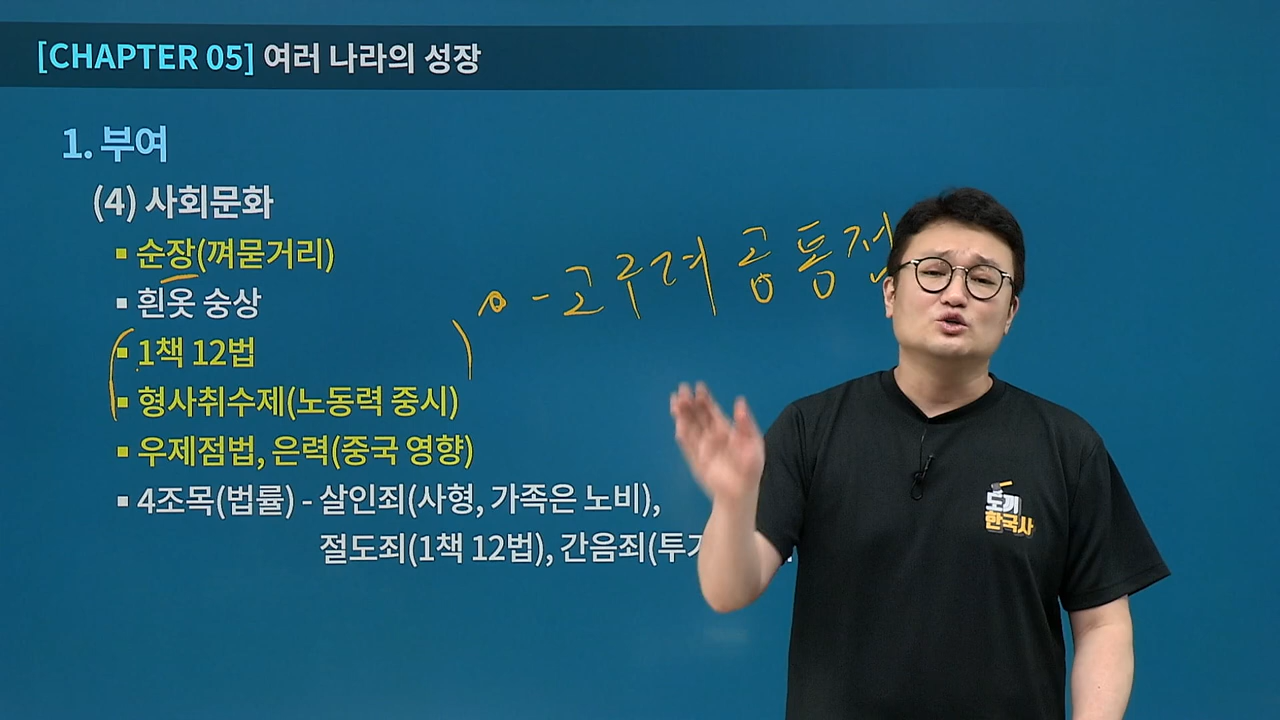 [CHAPTER 05] 여러 나라의 성장
1. 부여
(4) 사회문화
▪ 순장(껴묻거리)
▪ 흰옷 숭상
▪ 1책 12법
▪ 형사취수제(노동력 중시)
- 고구려 공통점
▪ 우제점법, 은력(중국 영향)
▪ 4조목(법률) - 살인죄(사형, 가족은 노비),
절도죄(1책 12법), 간음죄(투기
도끼
한국사